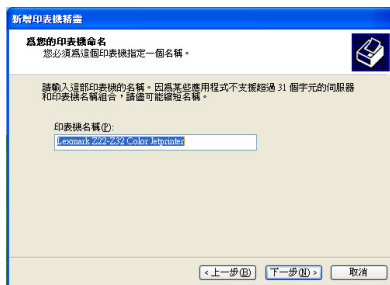 新增印表機精靈
為您的印表機命名
您必須為這個印表機指定一個名稱。
請輸入這部印表機的名稱。因為某些應用程式不支援超過 31 個字元的伺服器
和印表機名稱組合，請儘可能縮短名稱。
印表機名稱(P):
Lexmark Z22-Z32 Color Jetprinter
<上一步(B)
下一步(N)>
取消